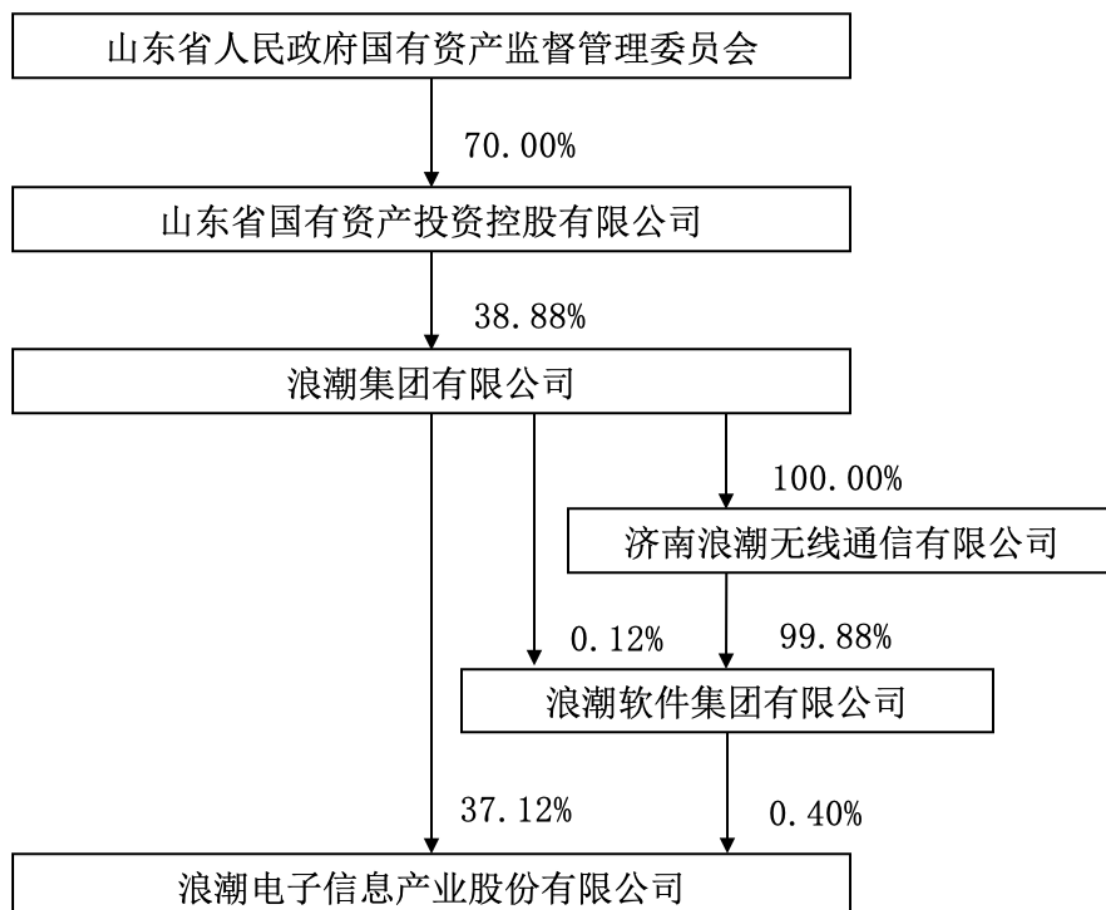 山东省人民政府国有资产监督管理委员会
70.00%
山东省国有资产投资控股有限公司
38.88%
浪潮集团有限公司
100.00%
济南浪潮无线通信有限公司
0.12%
99.88%
浪潮软件集团有限公司
37.12%
0.40%
浪潮电子信息产业股份有限公司